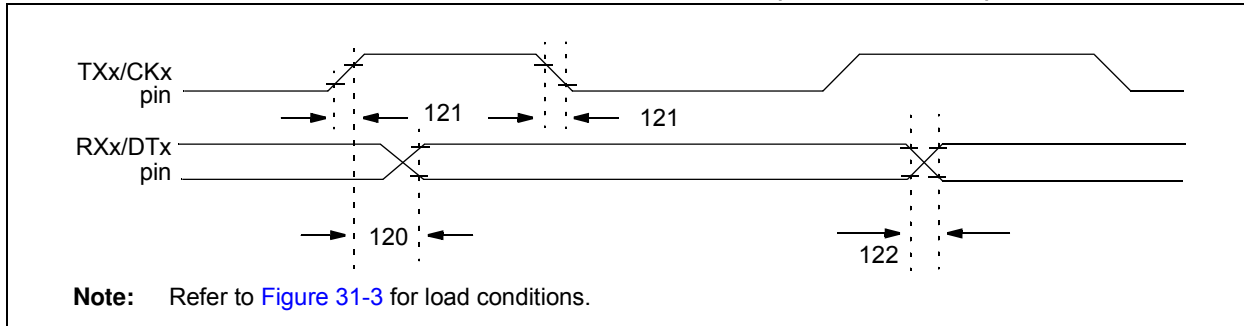 TXx/CKx
pin
121
121
RXx/DTx
pin
120
122
Note: Refer to Figure 31-3 for load conditions.